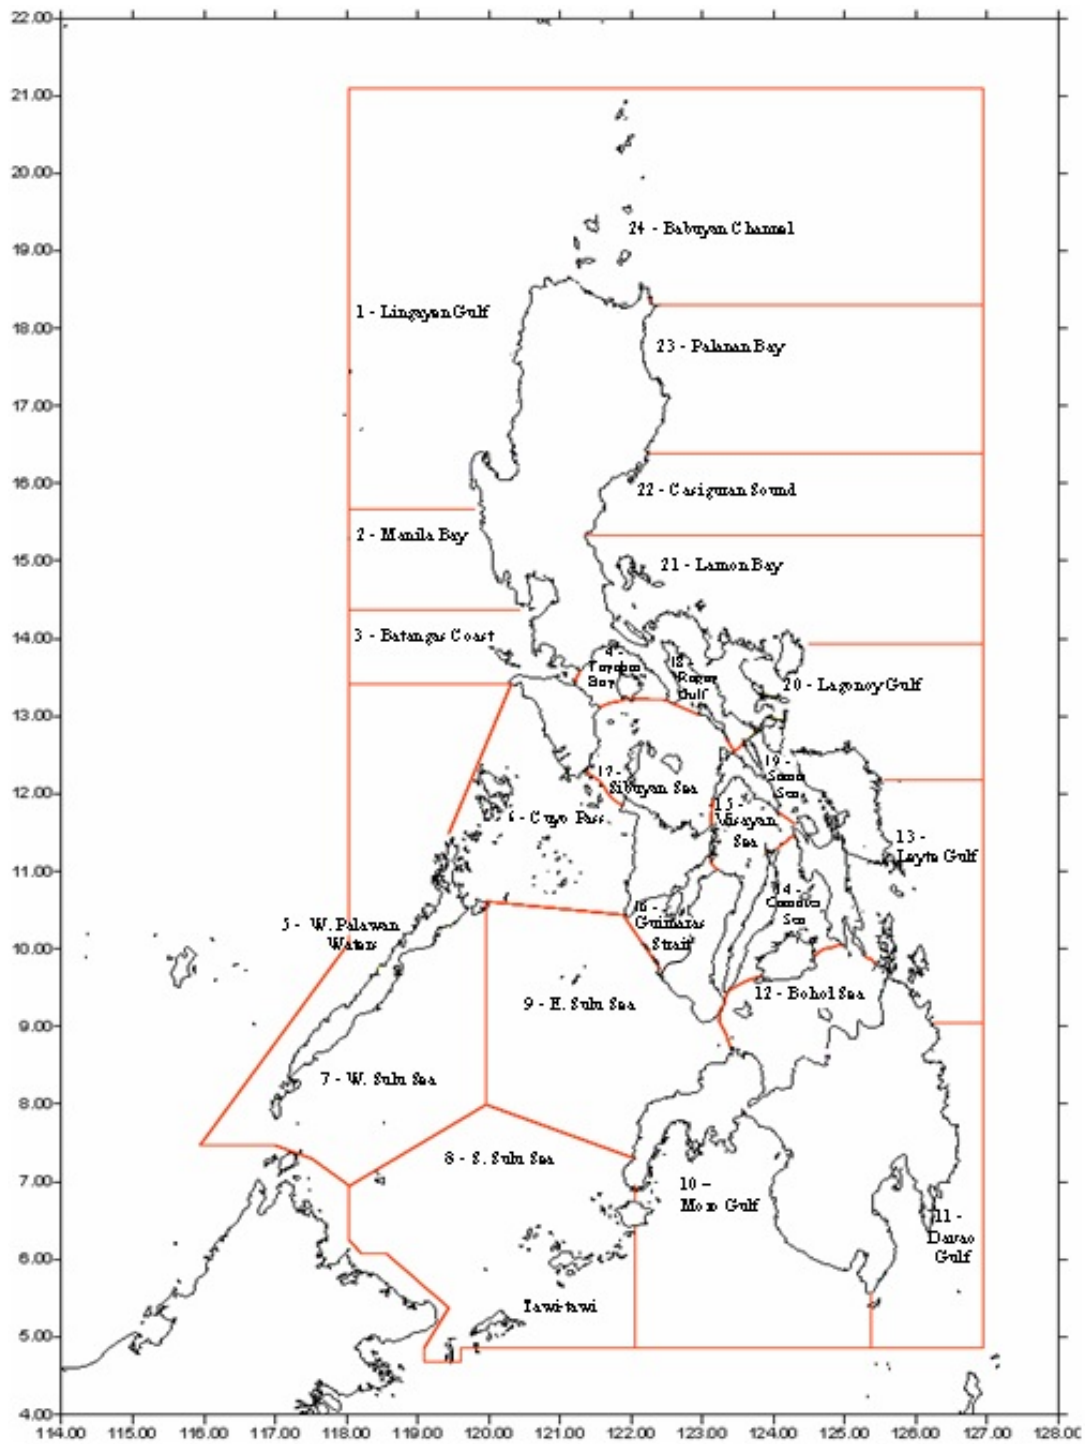 22.00
21.00
20.00
19.00
18.00
17.00
16.00
15.00
14.00
13.00
12.00
11.00
10.00
9.00
8.00
7.00
6.00
5.00
4.00
24 - Babuyan Channel
1 - Lingayan Gulf
23 - Palanan Bay
22 - Casiguran Sound
2 - Manila Bay
21 - Lamon Bay
3 - Batangas Coast
4 -
Tayabas
Bay
18 -
Ragay
Gulf
20 - Lagonoy Gulf
17 -
Sibuyan Sea
19 -
Samar
Sea
6 - Cuyo Pass
15 -
Visayan
Sea
13 -
Leyte Gulf
5 - W. Palawan
Waters
16 -
Guimaras
Strait
14 -
Camotes
Sea
9 - E. Sulu Sea
12 - Bohol Sea
7 - W. Sulu Sea
8 - S. Sulu Sea
10 -
Moro Gulf
11 -
Davao
Gulf
Tawi-tawi
114.00 115.00 116.00 117.00 118.00 119.00 120.00 121.00 122.00 123.00 124.00 125.00 126.00 127.00 128.00